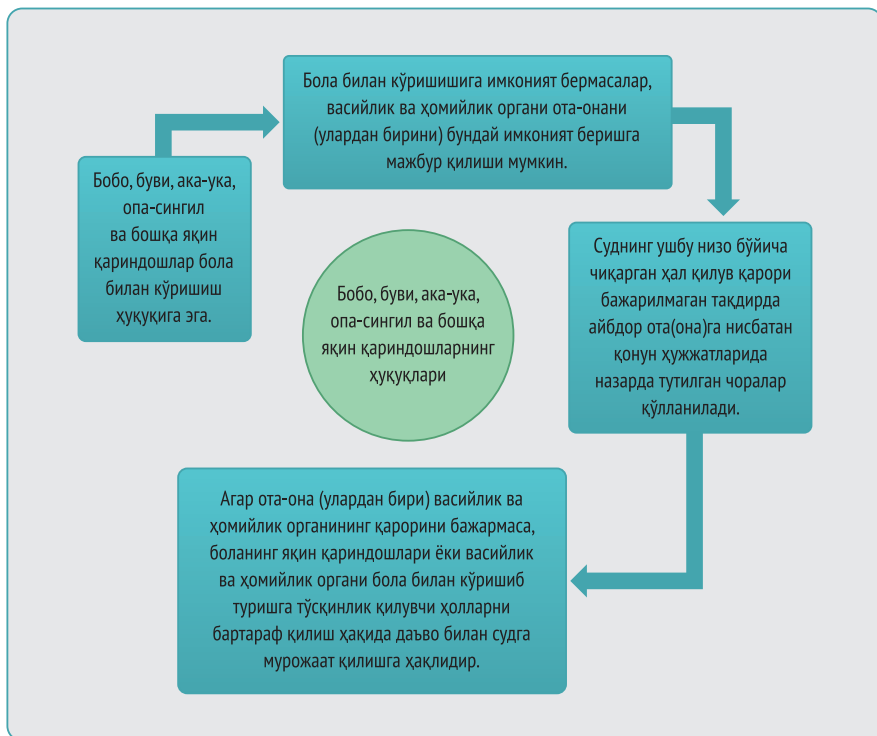 Бола билан кўришишига имконият бермасалар,
васийлик ва ҳомийлик органи ота-онани
(улардан бирини) бундай имконият беришга
мажбур қилиши мумкин.
Бобо, буви, ака-ука,
опа-сингил
ва бошқа яқин
қариндошлар бола
билан кўришиш
ҳуқуқига эга.
Суднинг ушбу низо бўйича
чиқарган ҳал қилув қарори
бажарилмаган тақдирда
айбдор ота(она)га нисбатан
қонун ҳужжатларида
назарда тутилган чоралар
қўлланилади.
Бобо, буви, ака-ука,
опа-сингил ва бошқа
яқин қариндошларнинг
ҳуқуқлари
Агар ота-она (улардан бири) васийлик ва
ҳомийлик органининг қарорини бажармаса,
боланинг яқин қариндошлари ёки васийлик
ва ҳомийлик органи бола билан кўришиб
туришга тўсқинлик қилувчи ҳолларни
бартараф қилиш ҳақида даъво билан судга
мурожаат қилишга ҳақлидир.